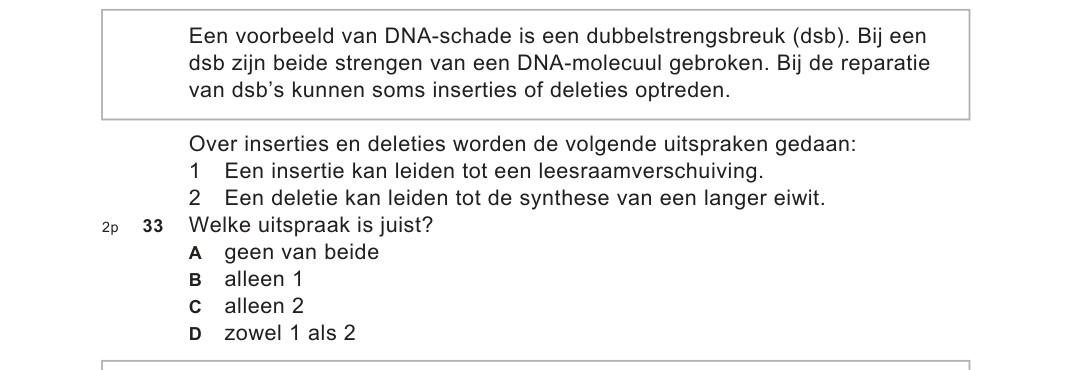 Een voorbeeld van DNA-schade is een dubbelstrengsbreuk (dsb). Bij een
dsb zijn beide strengen van een DNA-molecuul gebroken. Bij de reparatie
van dsb's kunnen soms inserties of deleties optreden.
Over inserties en deleties worden de volgende uitspraken gedaan:
1 Een insertie kan leiden tot een leesraamverschuiving.
2 Een deletie kan leiden tot de synthese van een langer eiwit.
2p 33 Welke uitspraak is juist?
A geen van beide
B alleen 1
C alleen 2
D zowel 1 als 2